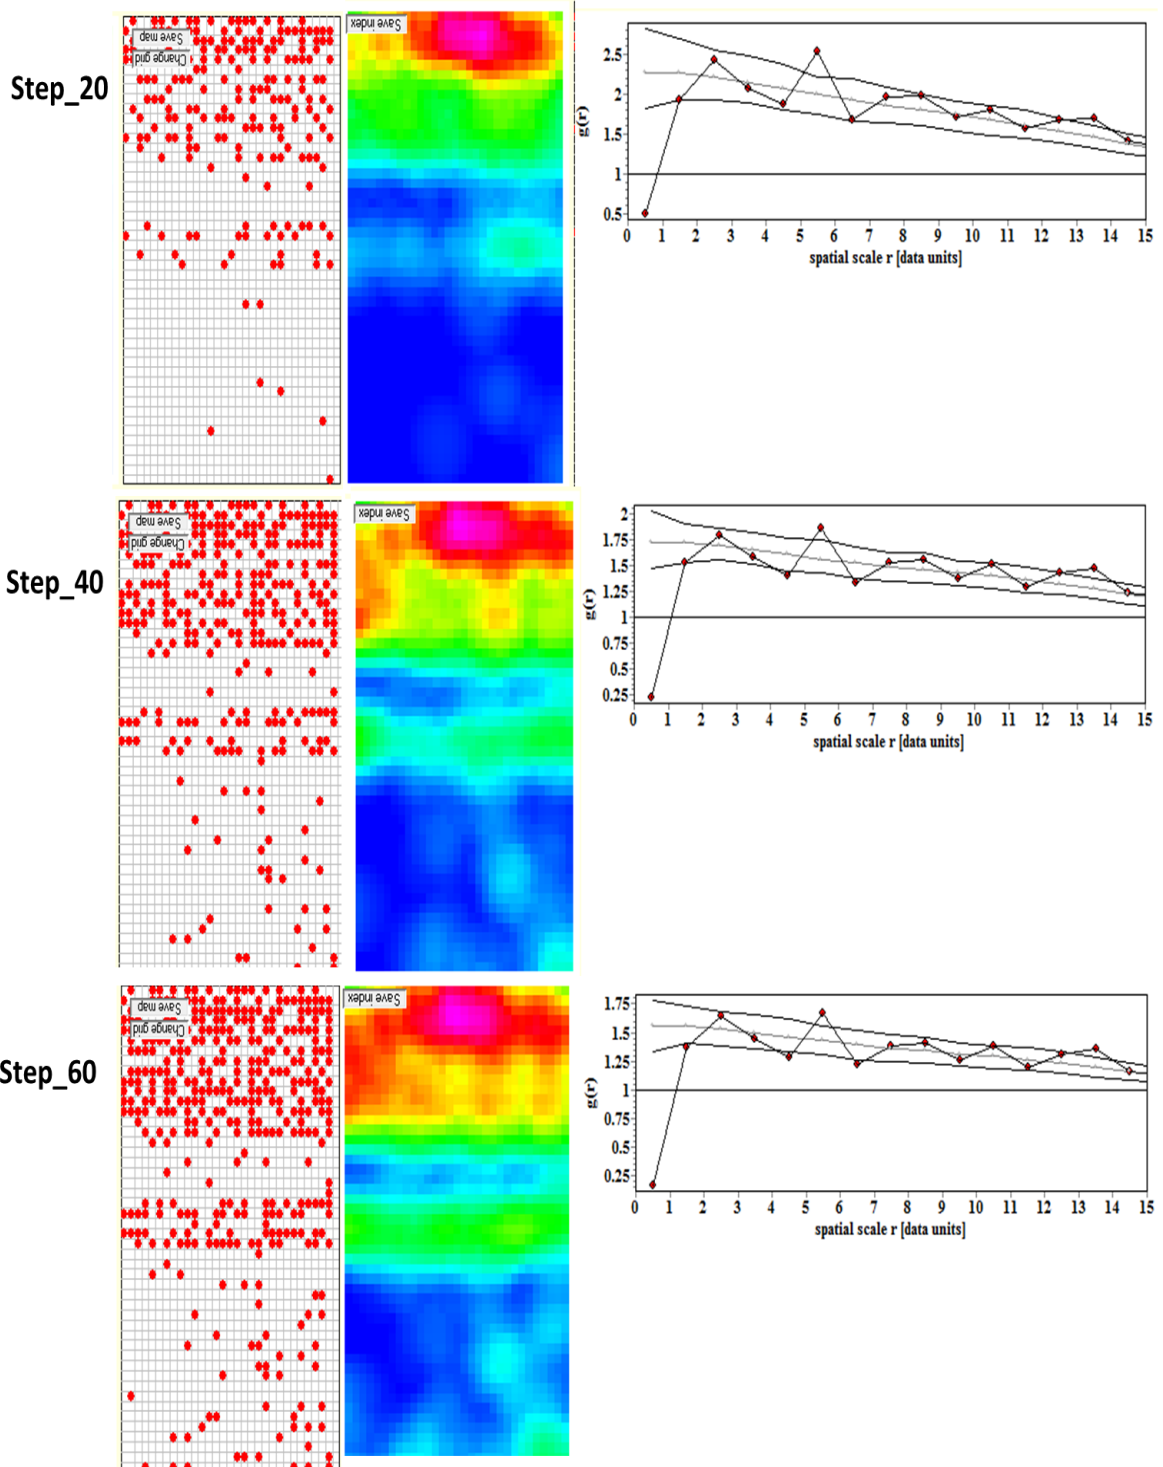 Step_20
Save map
Change grid
Save index
g(r)
2.5
2
1.5
1
0.5
0 1 2 3 4 5 6 7 8 9 10 11 12 13 14 15
spatial scale r [data units]
Step_40
Save map
Change grid
Save index
g(r)
2
1.75
1.5
1.25
1
0.75
0.5
0.25
0 1 2 3 4 5 6 7 8 9 10 11 12 13 14 15
spatial scale r [data units]
Step_60
Save map
Change grid
Save index
g(r)
1.75
1.5
1.25
1
0.75
0.5
0.25
0 1 2 3 4 5 6 7 8 9 10 11 12 13 14 15
spatial scale r [data units]